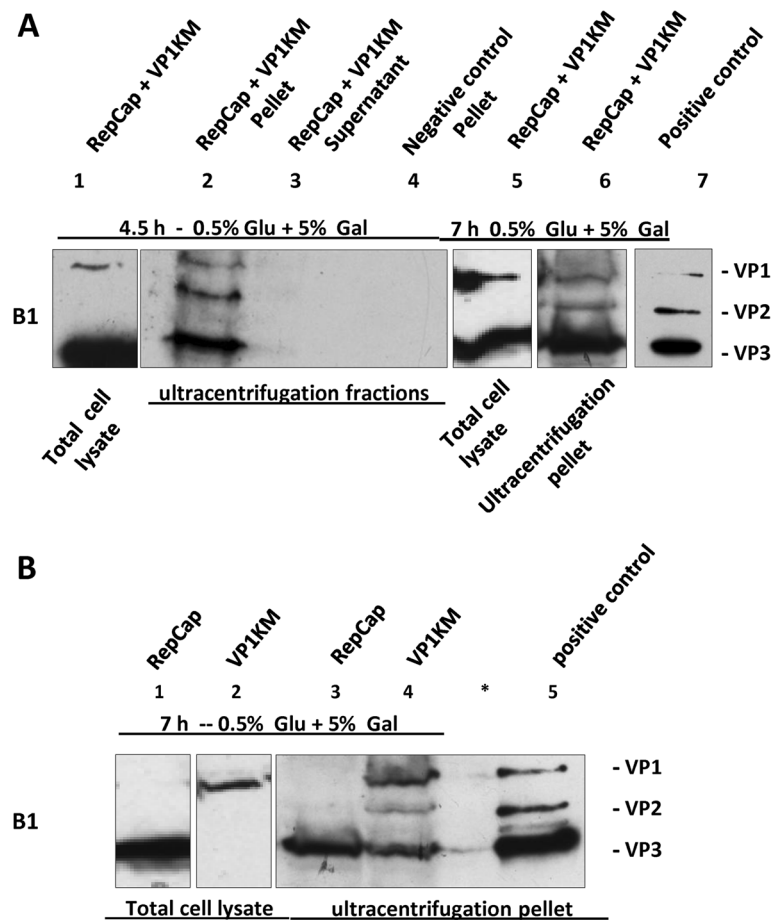 A
RepCap + VP1KM
RepCap + VP1KM
Pellet
RepCap + VP1KM
Supernatant
Negative control
Pellet
RepCap + VP1KM
RepCap + VP1KM
Positive control
1 2 3 4 5 6 7
4.5 h - 0.5% Glu + 5% Gal
7 h 0.5% Glu + 5% Gal
B1
- VP1
- VP2
- VP3
Total cell
lysate
ultracentrifugation fractions
Total cell
lysate
Ultracentrifugation
pellet
B
RepCap
VP1KM
RepCap
VP1KM
positive control
1 2 3 4 * 5
7 h -- 0.5% Glu + 5% Gal
B1
- VP1
- VP2
- VP3
Total cell lysate
ultracentrifugation pellet